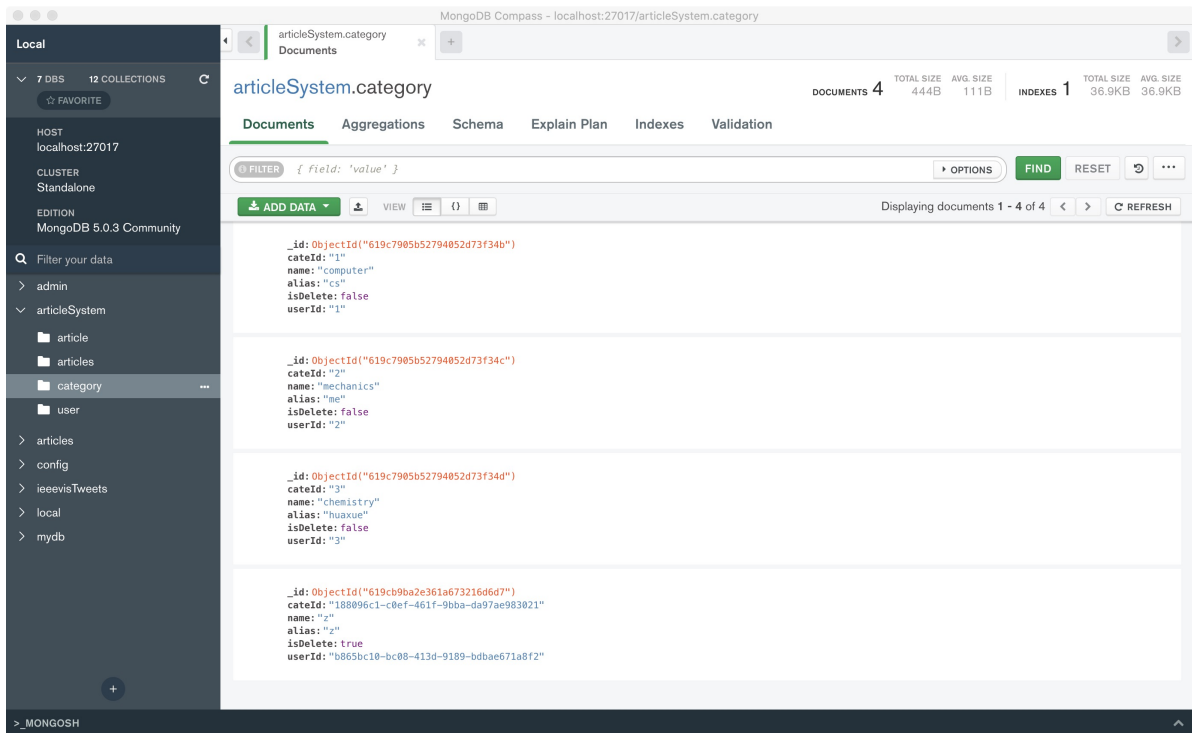 MongoDB Compass - localhost:27017/articleSystem.category
Local
7 DBS 12 COLLECTIONS
☆ FAVORITE
HOST
localhost:27017
CLUSTER
Standalone
EDITION
MongoDB 5.0.3 Community
Filter your data
admin
articleSystem
article
articles
category
user
articles
config
ieeevisTweets
local
mydb
>_MONGOSH
articleSystem.category
Documents
articleSystem.category
DOCUMENTS 4 TOTAL SIZE 444B AVG. SIZE 111B INDEXES 1 TOTAL SIZE 36.9KB AVG. SIZE 36.9KB
Documents Aggregations Schema Explain Plan Indexes Validation
FILTER { field: 'value' } OPTIONS FIND RESET ...
ADD DATA VIEW {} Displaying documents 1 - 4 of 4 < > REFRESH
_id: ObjectId("619c7905b52794052d73f34b")
cateId: "1"
name: "computer"
alias: "cs"
isDelete: false
userId: "1"
_id: ObjectId("619c7905b52794052d73f34c")
cateId: "2"
name: "mechanics"
alias: "me"
isDelete: false
userId: "2"
_id: ObjectId("619c7905b52794052d73f34d")
cateId: "3"
name: "chemistry"
alias: "huaxue"
isDelete: false
userId: "3"
_id: ObjectId("619cb9ba2e361a673216d6d7")
cateId: "188096c1-c0ef-461f-9bba-da97ae983021"
name: "z"
alias: "z"
isDelete: true
userId: "b865bc10-bc08-413d-9189-bdbae671a8f2"